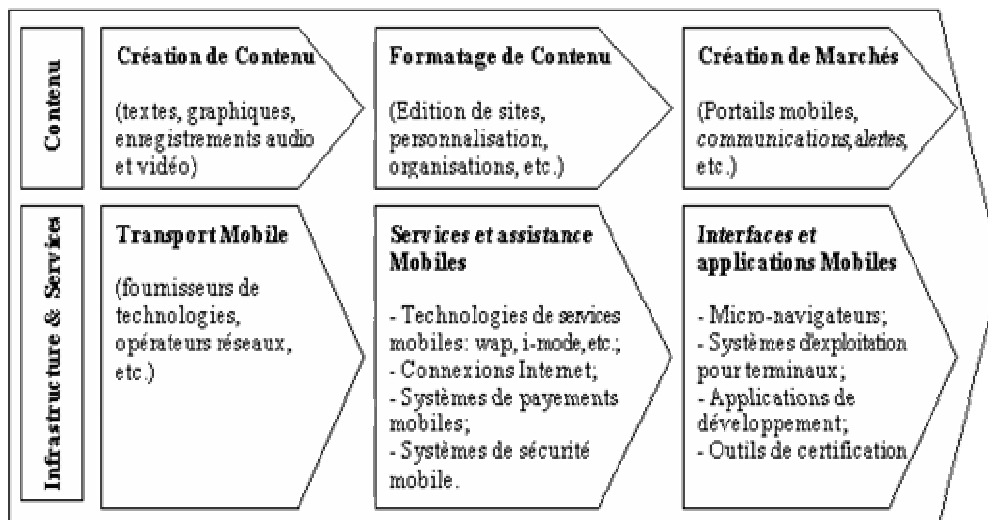 Contenu
Création de Contenu
(textes, graphiques,
enregistrements audio
et vidéo)
Formatage de Contenu
(Edition de sites,
personnalisation,
organisations, etc.)
Création de Marchés
(Portails mobiles,
communications, alertes,
etc.)
Infrastructure & Services
Transport Mobile
(fournisseurs de
technologies,
opérateurs réseaux,
etc.)
Services et assistance
Mobiles
- Technologies de services
mobiles: wap, i-mode, etc.;
- Connexions Internet;
- Systèmes de payements
mobiles;
- Systèmes de sécurité
mobile.
Interfaces et
applications Mobiles
- Micro-navigateurs;
- Systèmes d'exploitation
pour terminaux;
- Applications de
développement;
- Outils de certification